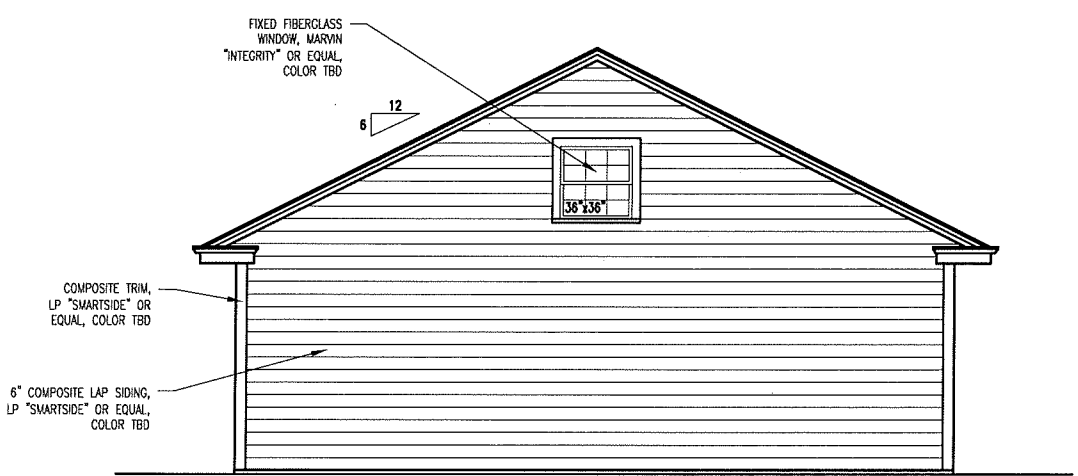 FIXED FIBERGLASS
WINDOW, MARVIN
"INTEGRITY" OR EQUAL,
COLOR TBD
12
6
36"x36"
COMPOSITE TRIM,
LP "SMARTSIDE" OR
EQUAL, COLOR TBD
6" COMPOSITE LAP SIDING,
LP "SMARTSIDE" OR EQUAL,
COLOR TBD